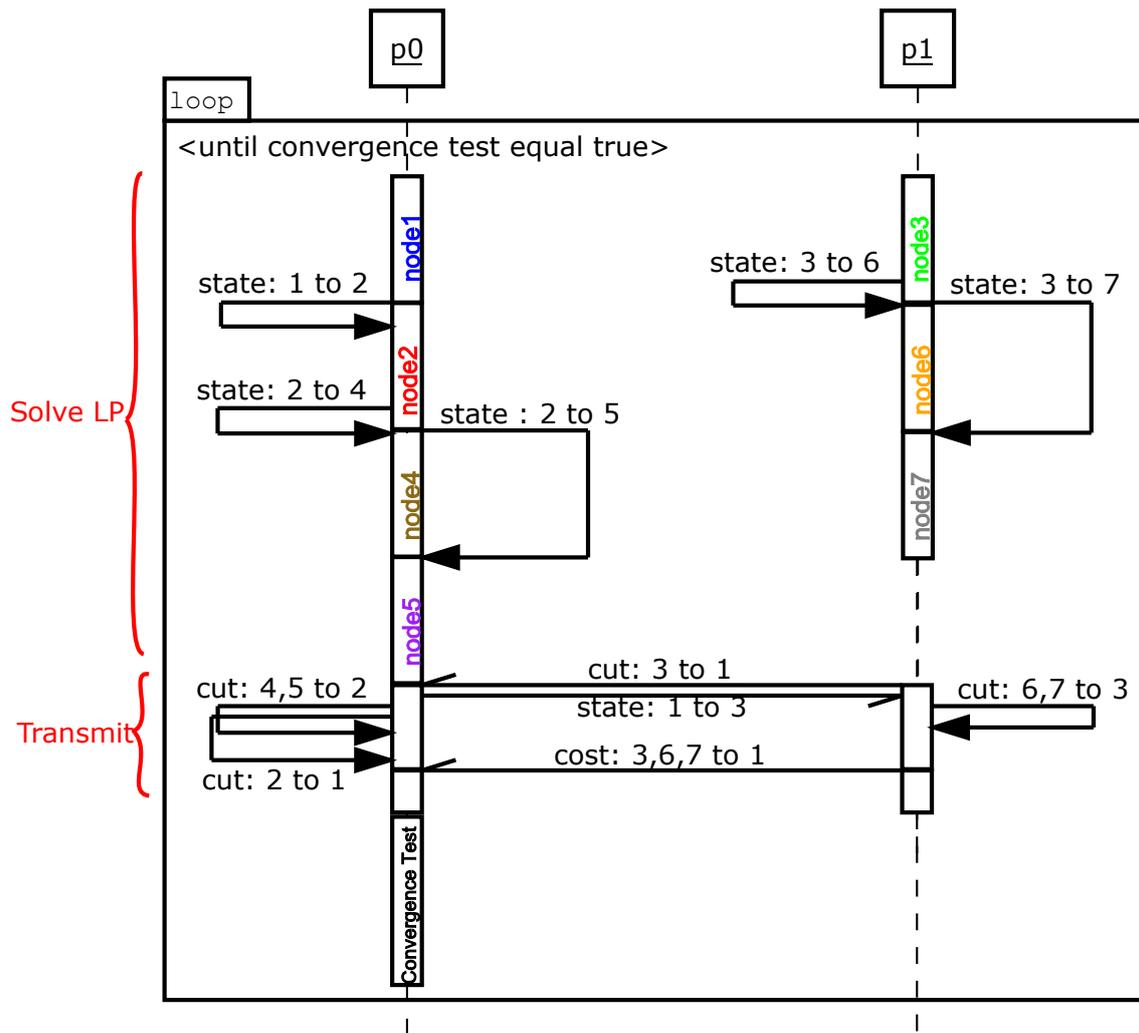 p0
p1
loop
<until convergence test equal true>
node1
node3
state: 3 to 6
state: 1 to 2
state: 3 to 7
node2
node6
state: 2 to 4
Solve LP
state : 2 to 5
node4
node7
node5
cut: 3 to 1
cut: 4,5 to 2
cut: 6,7 to 3
state: 1 to 3
Transmit
cost: 3,6,7 to 1
cut: 2 to 1
Convergence Test